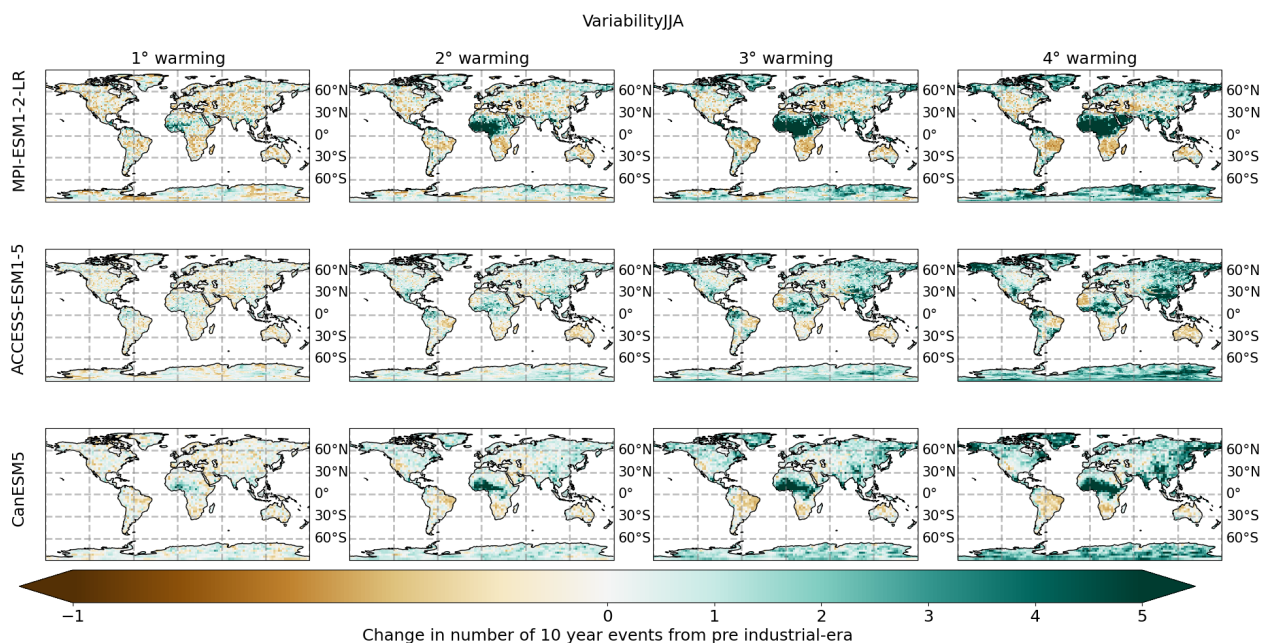 VariabilityJJA
1° warming 2° warming 3° warming 4° warming
MPI-ESM1-2-LR
60°N 60°N 60°N 60°N
30°N 30°N 30°N 30°N
0° 0° 0° 0°
30°S 30°S 30°S 30°S
60°S 60°S 60°S 60°S
ACCESS-ESM1-5
60°N 60°N 60°N 60°N
30°N 30°N 30°N 30°N
0° 0° 0° 0°
30°S 30°S 30°S 30°S
60°S 60°S 60°S 60°S
CanESM5
60°N 60°N 60°N 60°N
30°N 30°N 30°N 30°N
0° 0° 0° 0°
30°S 30°S 30°S 30°S
60°S 60°S 60°S 60°S
−1 0 1 2 3 4 5
Change in number of 10 year events from pre industrial-era